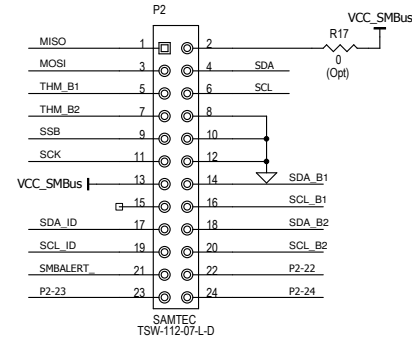 P2
VCC_SMBus
R17
MISO 1 2
0
(Opt)
MOSI 3 4 SDA
THM_B1 5 6 SCL
THM_B2 7 8
SSB 9 10
SCK 11 12
VCC_SMBus 13 14 SDA_B1
15 16 SCL_B1
SDA_ID 17 18 SDA_B2
SCL_ID 19 20 SCL_B2
SMBALERT_ 21 22 P2-22
P2-23 23 24 P2-24
SAMTEC
TSW-112-07-L-D